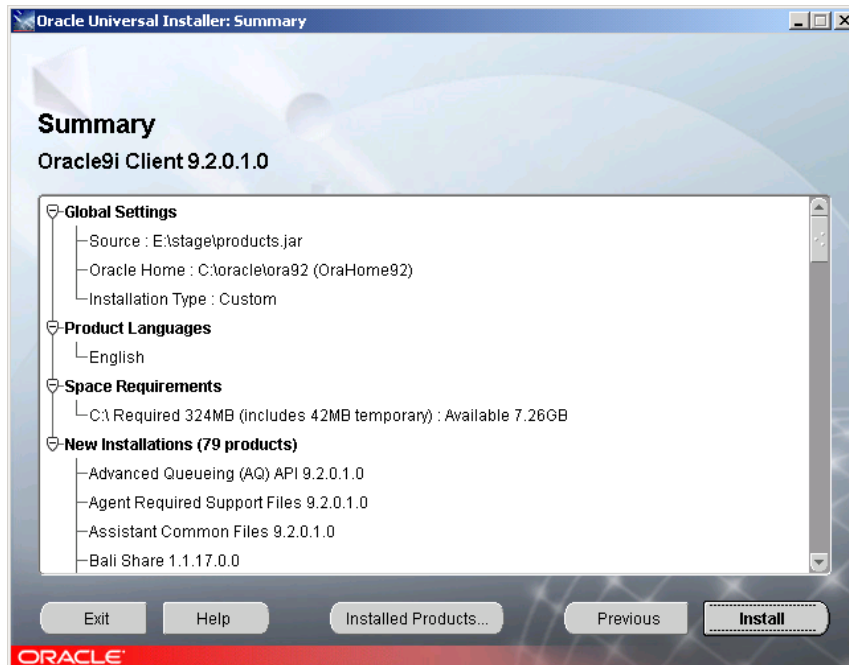 Oracle Universal Installer: Summary
Summary
Oracle9i Client 9.2.0.1.0
Global Settings
Source : E:\stage\products.jar
Oracle Home : C:\oracle\ora92 (OraHome92)
Installation Type : Custom
Product Languages
English
Space Requirements
C:\ Required 324MB (includes 42MB temporary) : Available 7.26GB
New Installations (79 products)
Advanced Queueing (AQ) API 9.2.0.1.0
Agent Required Support Files 9.2.0.1.0
Assistant Common Files 9.2.0.1.0
Bali Share 1.1.17.0.0
Exit Help Installed Products... Previous Install
ORACLE